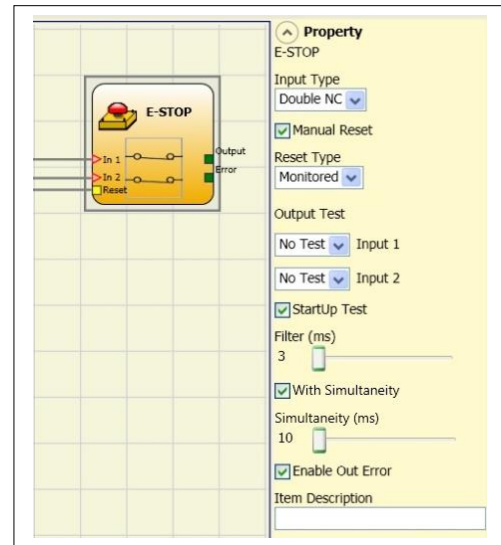 E-STOP
In 1
In 2
Reset
Output
Error
Property
E-STOP
Input Type
Double NC
Manual Reset
Reset Type
Monitored
Output Test
No Test Input 1
No Test Input 2
StartUp Test
Filter (ms)
3
With Simultaneity
Simultaneity (ms)
10
Enable Out Error
Item Description